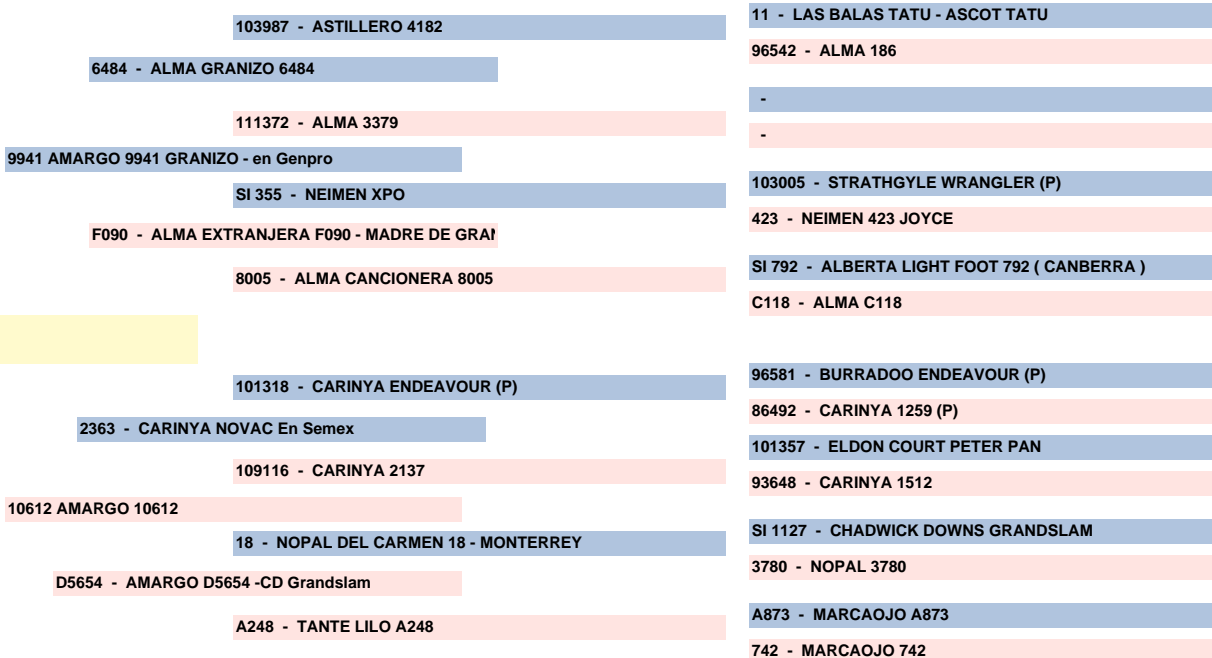 11 - LAS BALAS TATU - ASCOT TATU
103987 - ASTILLERO 4182
96542 - ALMA 186
6484 - ALMA GRANIZO 6484
-
111372 - ALMA 3379
-
9941 AMARGO 9941 GRANIZO - en Genpro
103005 - STRATHGYLE WRANGLER (P)
SI 355 - NEIMEN XPO
423 - NEIMEN 423 JOYCE
F090 - ALMA EXTRANJERA F090 - MADRE DE GRAN
SI 792 - ALBERTA LIGHT FOOT 792 ( CANBERRA )
8005 - ALMA CANCIONERA 8005
C118 - ALMA C118
96581 - BURRADOO ENDEAVOUR (P)
101318 - CARINYA ENDEAVOUR (P)
86492 - CARINYA 1259 (P)
2363 - CARINYA NOVAC En Semex
101357 - ELDON COURT PETER PAN
109116 - CARINYA 2137
93648 - CARINYA 1512
10612 AMARGO 10612
SI 1127 - CHADWICK DOWNS GRANDSLAM
18 - NOPAL DEL CARMEN 18 - MONTERREY
3780 - NOPAL 3780
D5654 - AMARGO D5654 -CD Grandslam
A873 - MARCAOJO A873
A248 - TANTE LILO A248
742 - MARCAOJO 742